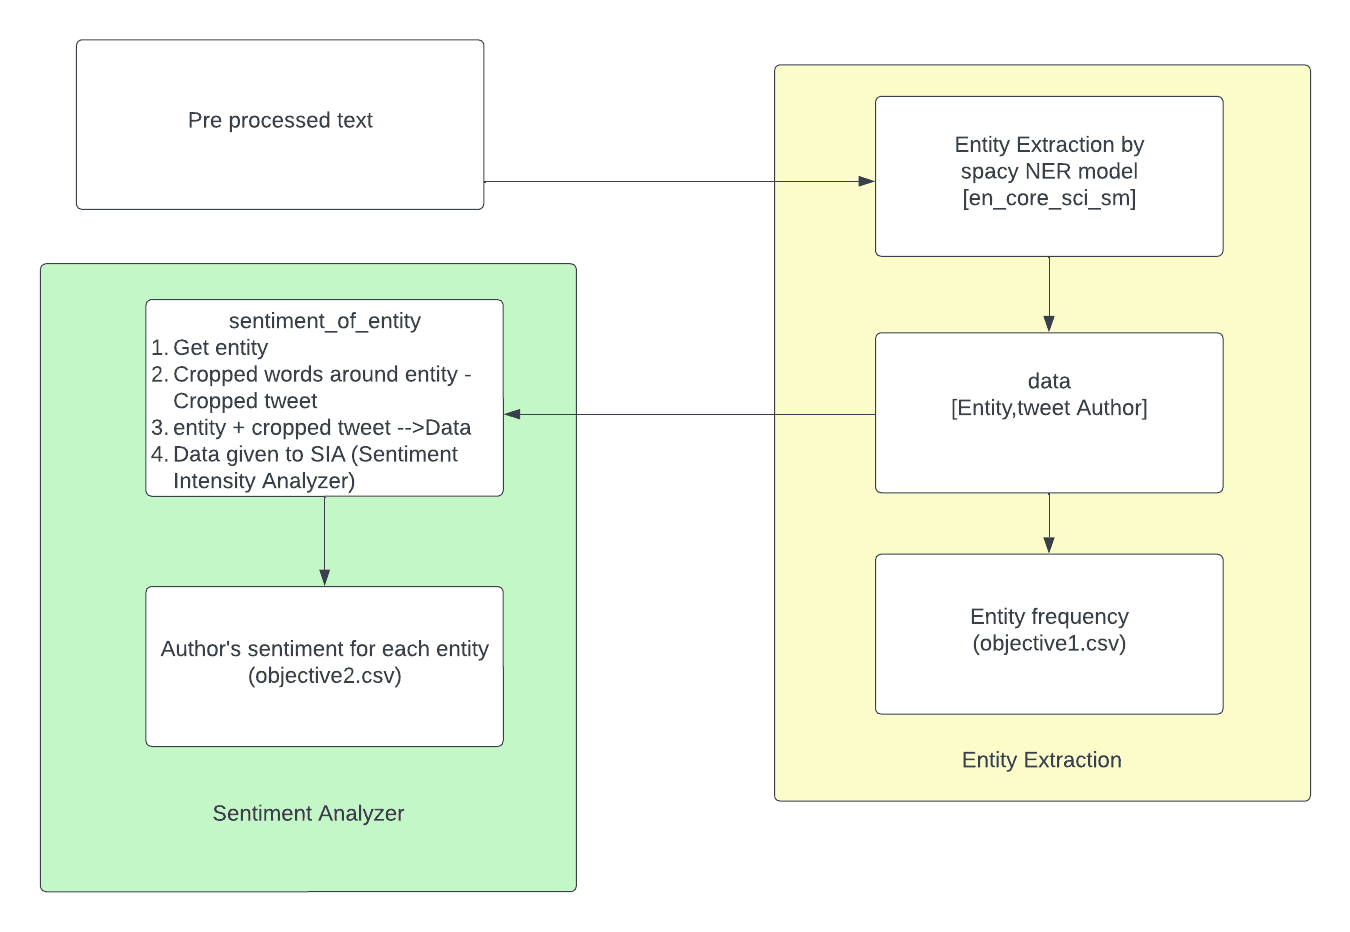 Pre processed text
Entity Extraction by
spacy NER model
[en_core_sci_sm]
data
[Entity,tweet Author]
Entity frequency
(objective1.csv)
Entity Extraction
sentiment_of_entity
1. Get entity
2. Cropped words around entity -
Cropped tweet
3. entity + cropped tweet -->Data
4. Data given to SIA (Sentiment
Intensity Analyzer)
Author's sentiment for each entity
(objective2.csv)
Sentiment Analyzer